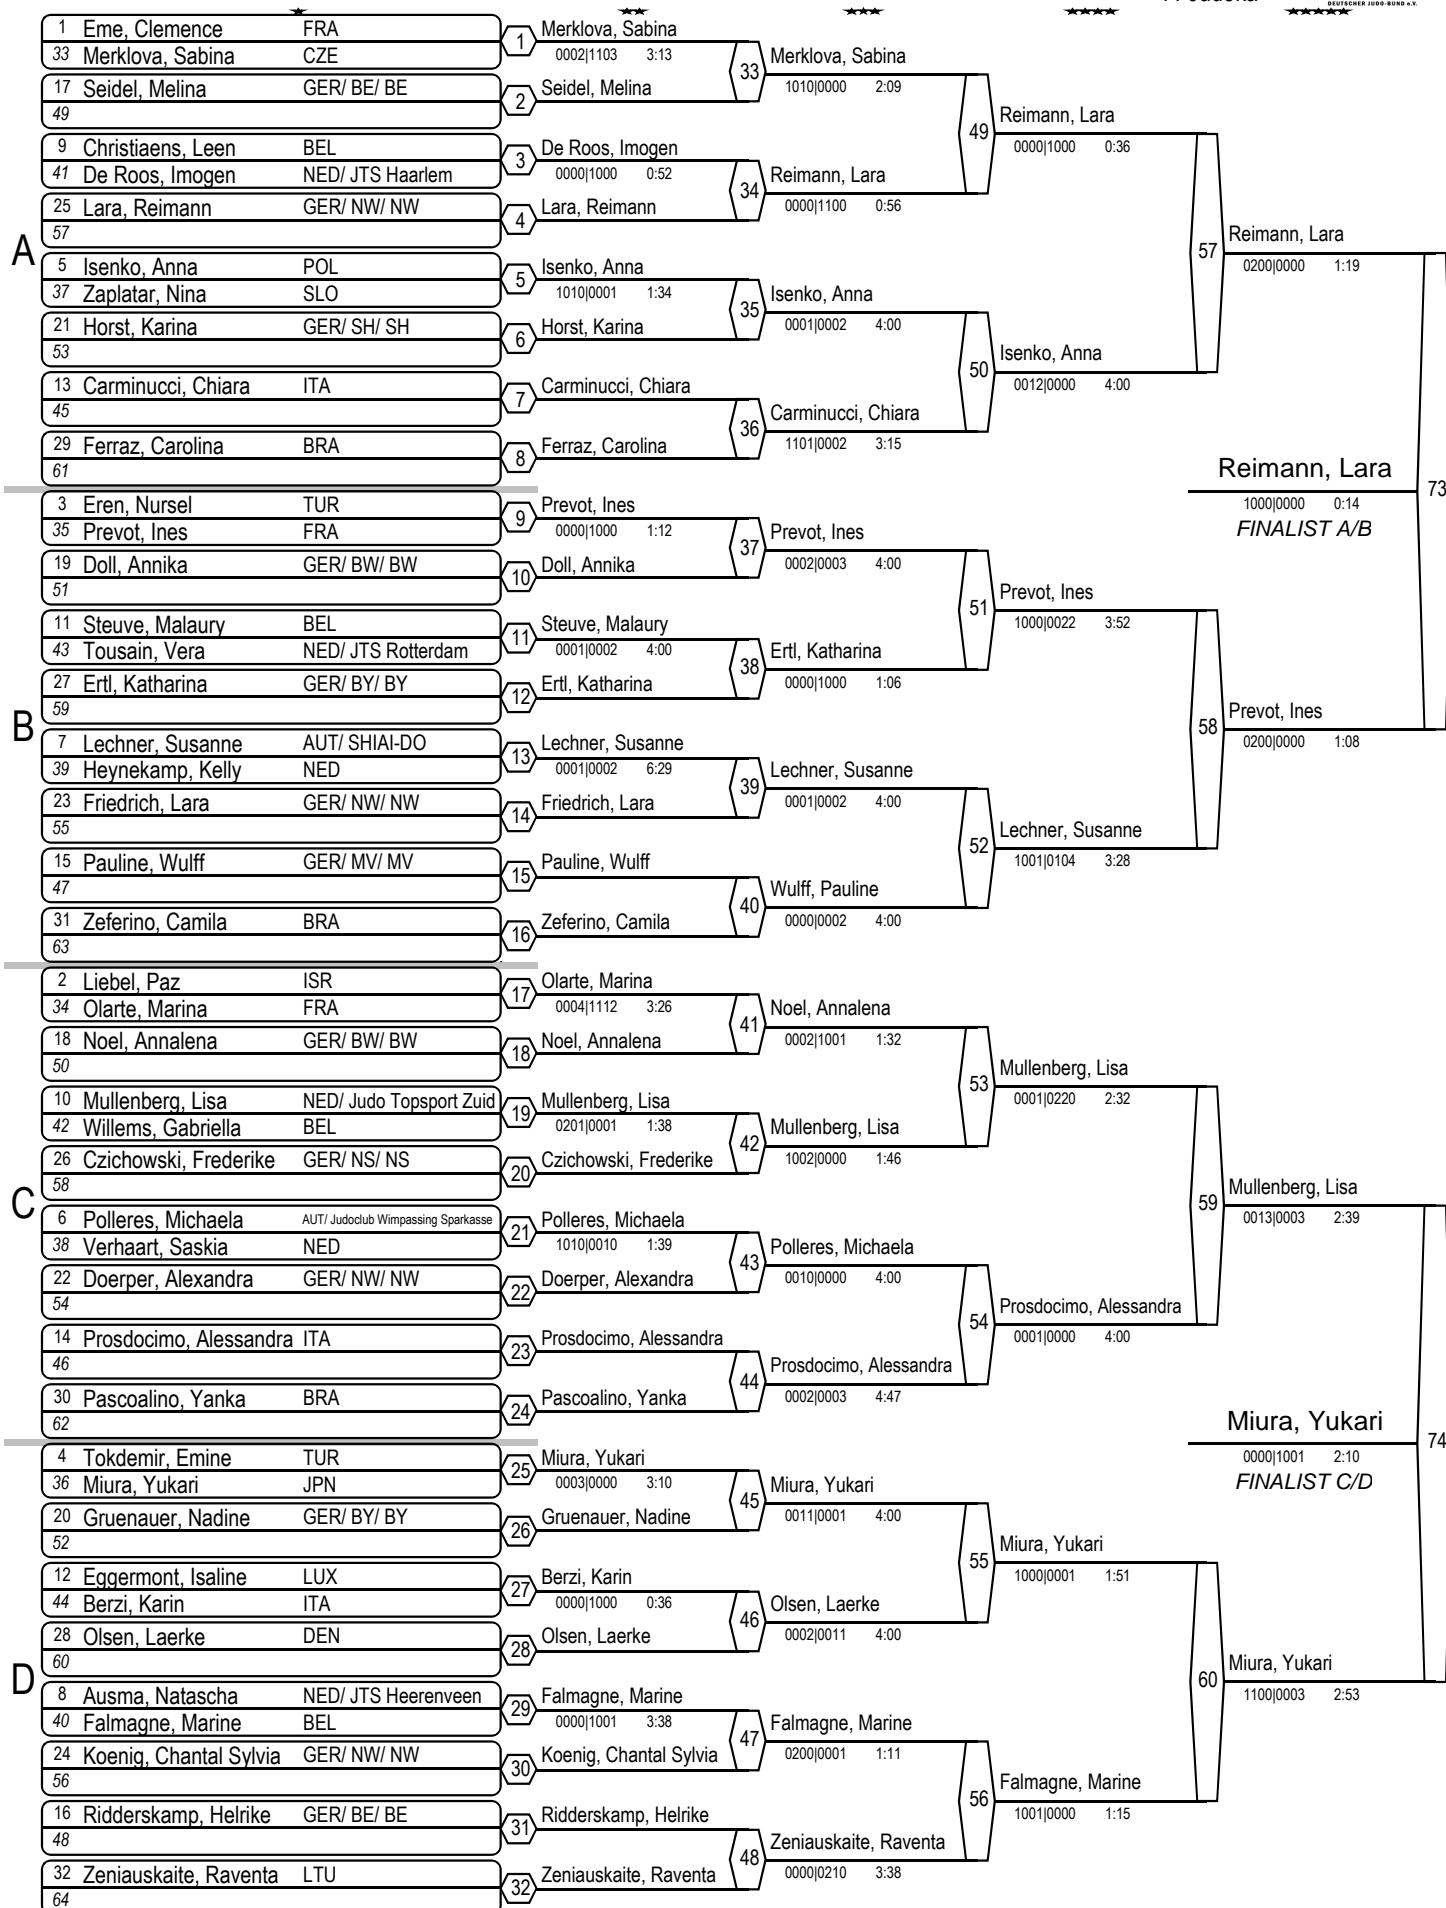 DEUTSCHER JUDO-BUND e.V.
A
1 Eme, Clemence FRA
33 Merklova, Sabina CZE
17 Seidel, Melina GER/ BE/ BE
49
9 Christiaens, Leen BEL
41 De Roos, Imogen NED/ JTS Haarlem
25 Lara, Reimann GER/ NW/ NW
57
5 Isenko, Anna POL
37 Zaplatar, Nina SLO
21 Horst, Karina GER/ SH/ SH
53
13 Carminucci, Chiara ITA
45
29 Ferraz, Carolina BRA
61
B
3 Eren, Nursel TUR
35 Prevot, Ines FRA
19 Doll, Annika GER/ BW/ BW
51
11 Steuve, Malaury BEL
43 Tousain, Vera NED/ JTS Rotterdam
27 Ertl, Katharina GER/ BY/ BY
59
7 Lechner, Susanne AUT/ SHIAI-DO
39 Heynekamp, Kelly NED
23 Friedrich, Lara GER/ NW/ NW
55
15 Pauline, Wulff GER/ MV/ MV
47
31 Zeferino, Camila BRA
63
C
2 Liebel, Paz ISR
34 Olarte, Marina FRA
18 Noel, Annalena GER/ BW/ BW
50
10 Mullenberg, Lisa NED/ Judo Topsport Zuid
42 Willems, Gabriella BEL
26 Czichowski, Frederike GER/ NS/ NS
58
6 Polleres, Michaela AUT/ Judoclub Wimpassing Sparkasse
38 Verhaart, Saskia NED
22 Doerper, Alexandra GER/ NW/ NW
54
14 Prosdocimo, Alessandra ITA
46
30 Pascoalino, Yanka BRA
62
D
4 Tokdemir, Emine TUR
36 Miura, Yukari JPN
20 Gruenauer, Nadine GER/ BY/ BY
52
12 Eggermont, Isaline LUX
44 Berzi, Karin ITA
28 Olsen, Laerke DEN
60
8 Ausma, Natascha NED/ JTS Heerenveen
40 Falmagne, Marine BEL
24 Koenig, Chantal Sylvia GER/ NW/ NW
56
16 Ridderskamp, Helrike GER/ BE/ BE
48
32 Zeniauskaite, Raventa LTU
64
1 Merklova, Sabina
0002|1103 3:13
2 Seidel, Melina
3 De Roos, Imogen
0000|1000 0:52
4 Lara, Reimann
5 Isenko, Anna
1010|0001 1:34
6 Horst, Karina
7 Carminucci, Chiara
8 Ferraz, Carolina
9 Prevot, Ines
0000|1000 1:12
10 Doll, Annika
11 Steuve, Malaury
0001|0002 4:00
12 Ertl, Katharina
13 Lechner, Susanne
0001|0002 6:29
14 Friedrich, Lara
15 Pauline, Wulff
16 Zeferino, Camila
17 Olarte, Marina
0004|1112 3:26
18 Noel, Annalena
19 Mullenberg, Lisa
0201|0001 1:38
20 Czichowski, Frederike
21 Polleres, Michaela
1010|0010 1:39
22 Doerper, Alexandra
23 Prosdocimo, Alessandra
24 Pascoalino, Yanka
25 Miura, Yukari
0003|0000 3:10
26 Gruenauer, Nadine
27 Berzi, Karin
0000|1000 0:36
28 Olsen, Laerke
29 Falmagne, Marine
0000|1001 3:38
30 Koenig, Chantal Sylvia
31 Ridderskamp, Helrike
32 Zeniauskaite, Raventa
33 Merklova, Sabina
1010|0000 2:09
34 Reimann, Lara
0000|1100 0:56
35 Isenko, Anna
0001|0002 4:00
36 Carminucci, Chiara
1101|0002 3:15
37 Prevot, Ines
0002|0003 4:00
38 Ertl, Katharina
0000|1000 1:06
39 Lechner, Susanne
0001|0002 4:00
40 Wulff, Pauline
0000|0002 4:00
41 Noel, Annalena
0002|1001 1:32
42 Mullenberg, Lisa
1002|0000 1:46
43 Polleres, Michaela
0010|0000 4:00
44 Prosdocimo, Alessandra
0002|0003 4:47
45 Miura, Yukari
0011|0001 4:00
46 Olsen, Laerke
0002|0011 4:00
47 Falmagne, Marine
0200|0001 1:11
48 Zeniauskaite, Raventa
0000|0210 3:38
49 Reimann, Lara
0000|1000 0:36
50 Isenko, Anna
0012|0000 4:00
51 Prevot, Ines
1000|0022 3:52
52 Lechner, Susanne
1001|0104 3:28
53 Mullenberg, Lisa
0001|0220 2:32
54 Prosdocimo, Alessandra
0001|0000 4:00
55 Miura, Yukari
1000|0001 1:51
56 Falmagne, Marine
1001|0000 1:15
57 Reimann, Lara
0200|0000 1:19
58 Prevot, Ines
0200|0000 1:08
59 Mullenberg, Lisa
0013|0003 2:39
60 Miura, Yukari
1100|0003 2:53
Reimann, Lara
73
1000|0000 0:14
FINALIST A/B
Miura, Yukari
74
0000|1001 2:10
FINALIST C/D